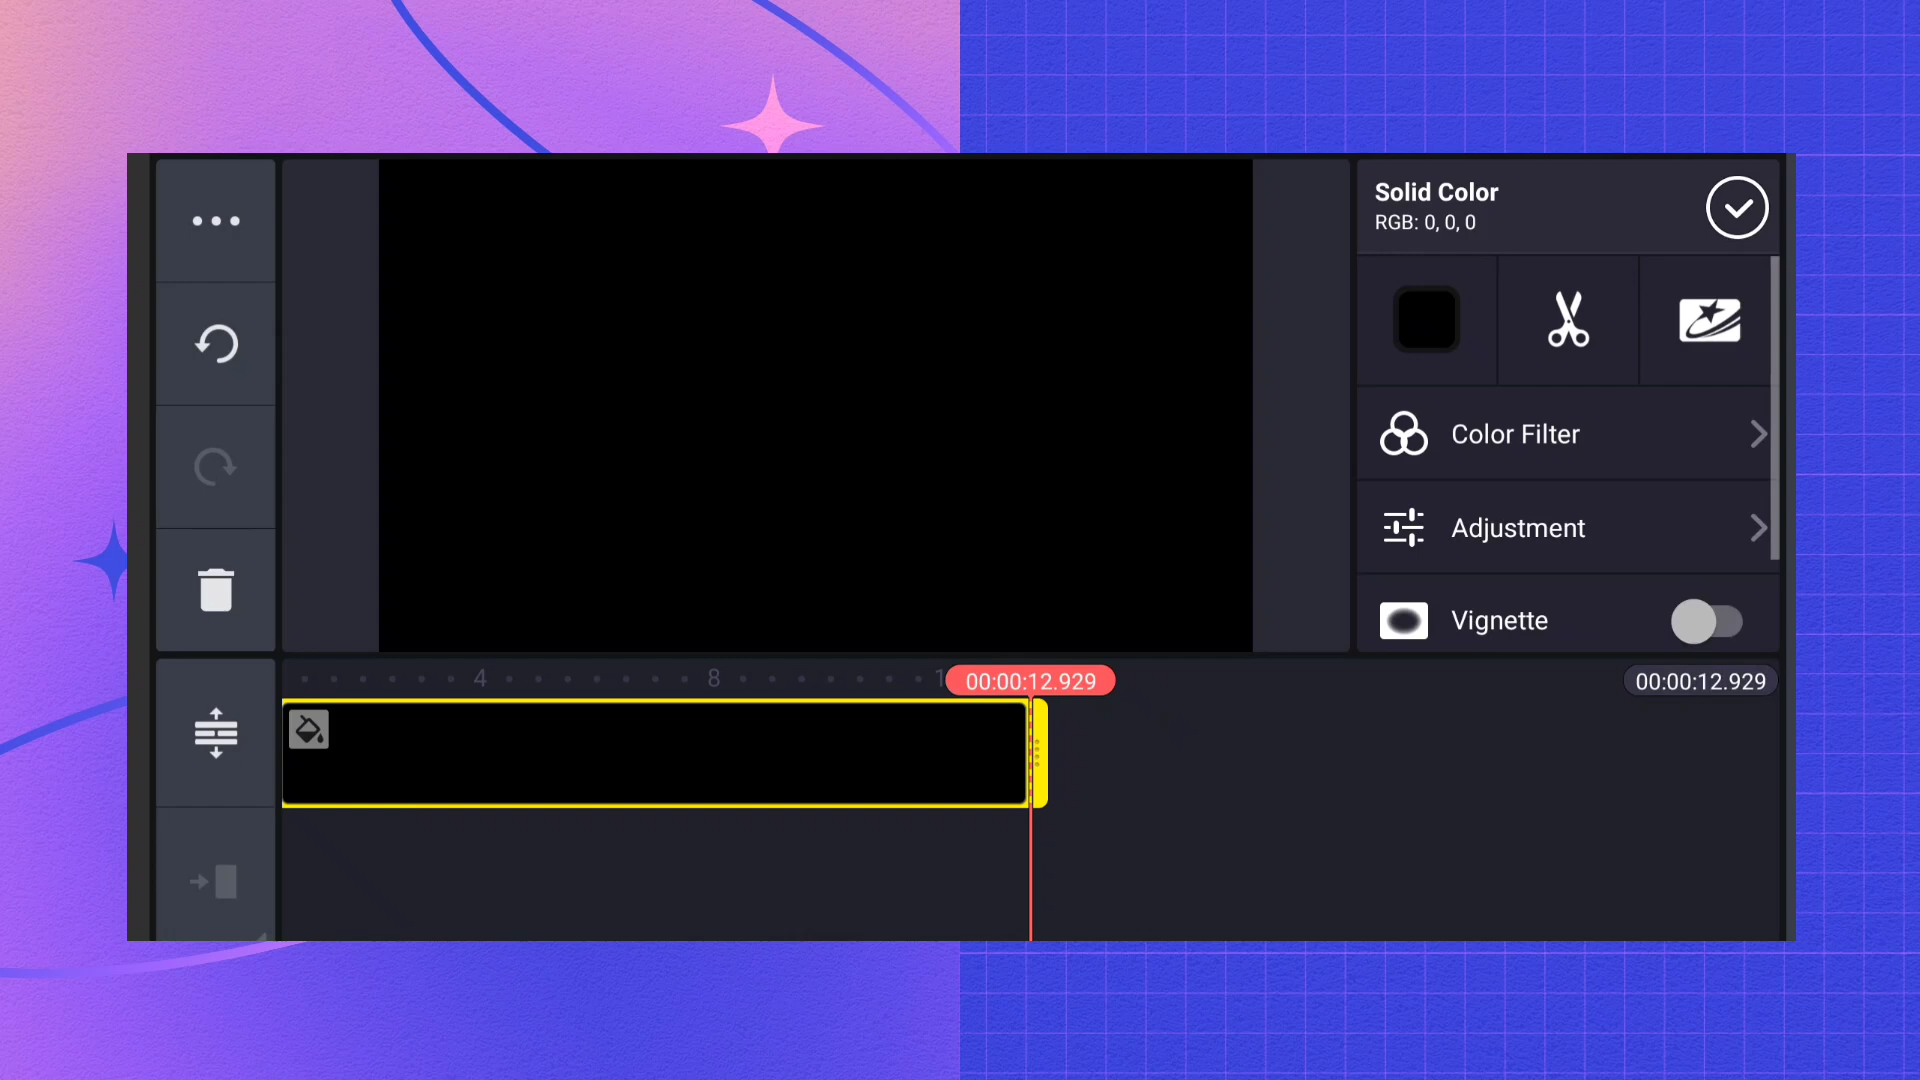 Solid Color
RGB: 0, 0, 0
Color Filter
Adjustment
Vignette
4
8
00:00:12.929
00:00:12.929